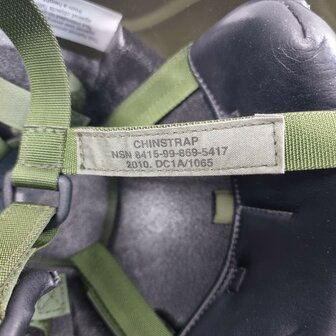 CHINSTRAP
NSN 8415-99-869-5417
2010. DC1A/1065